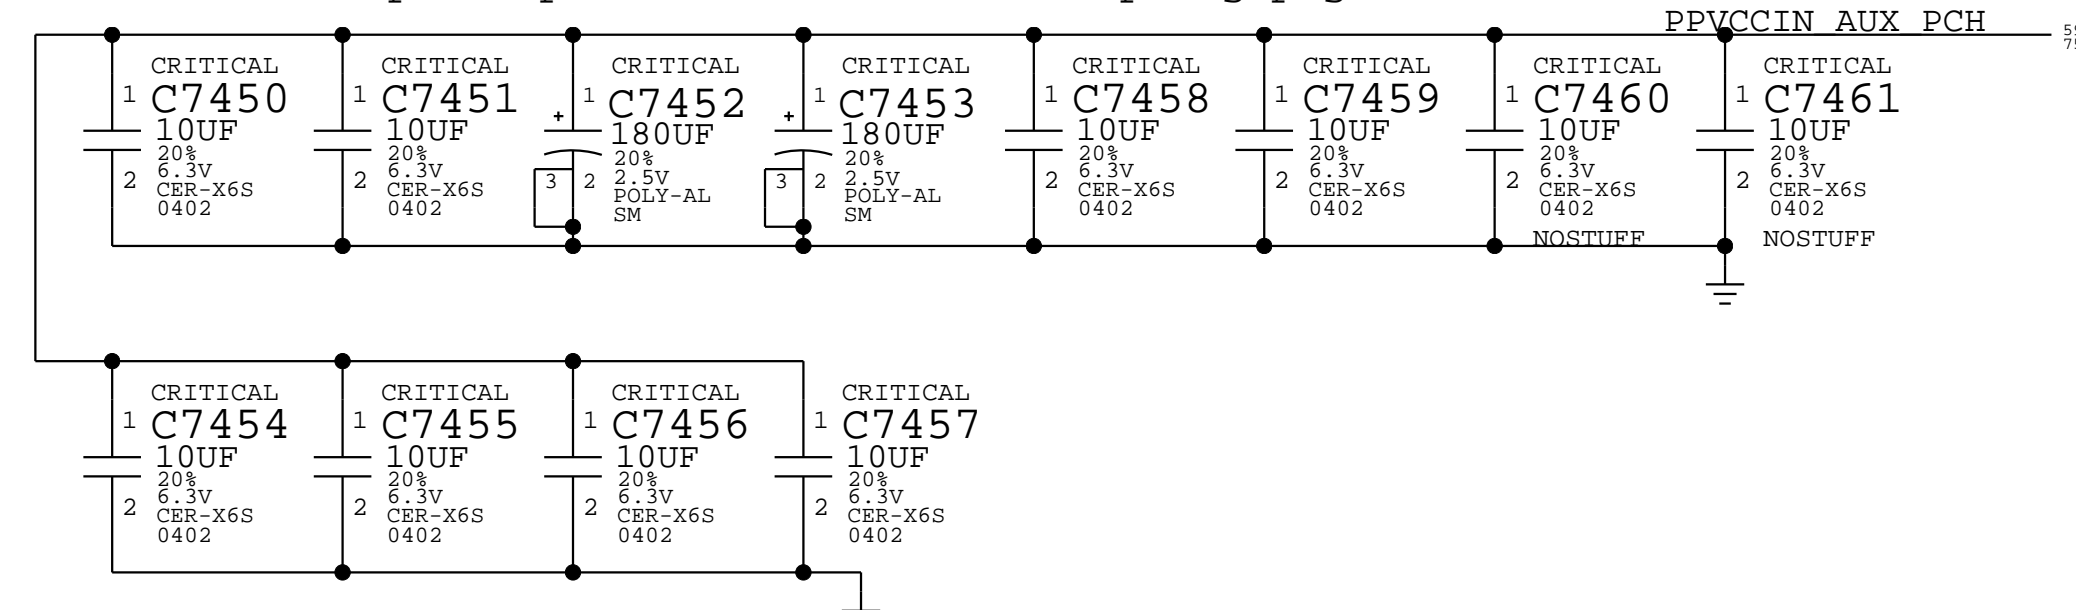 PPVCCIN_AUX_PCH
CRITICAL
1 C7450
10UF
20%
6.3V
2 CER-X6S
0402
CRITICAL
1 C7451
10UF
20%
6.3V
2 CER-X6S
0402
CRITICAL
1 C7452
+ 180UF
20%
3 2 2.5V
POLY-AL
SM
CRITICAL
1 C7453
+ 180UF
20%
3 2 2.5V
POLY-AL
SM
CRITICAL
1 C7458
10UF
20%
6.3V
2 CER-X6S
0402
CRITICAL
1 C7459
10UF
20%
6.3V
2 CER-X6S
0402
CRITICAL
1 C7460
10UF
20%
6.3V
2 CER-X6S
0402
NOSTUFF
CRITICAL
1 C7461
10UF
20%
6.3V
2 CER-X6S
0402
NOSTUFF
CRITICAL
1 C7454
10UF
20%
6.3V
2 CER-X6S
0402
CRITICAL
1 C7455
10UF
20%
6.3V
2 CER-X6S
0402
CRITICAL
1 C7456
10UF
20%
6.3V
2 CER-X6S
0402
CRITICAL
1 C7457
10UF
20%
6.3V
2 CER-X6S
0402